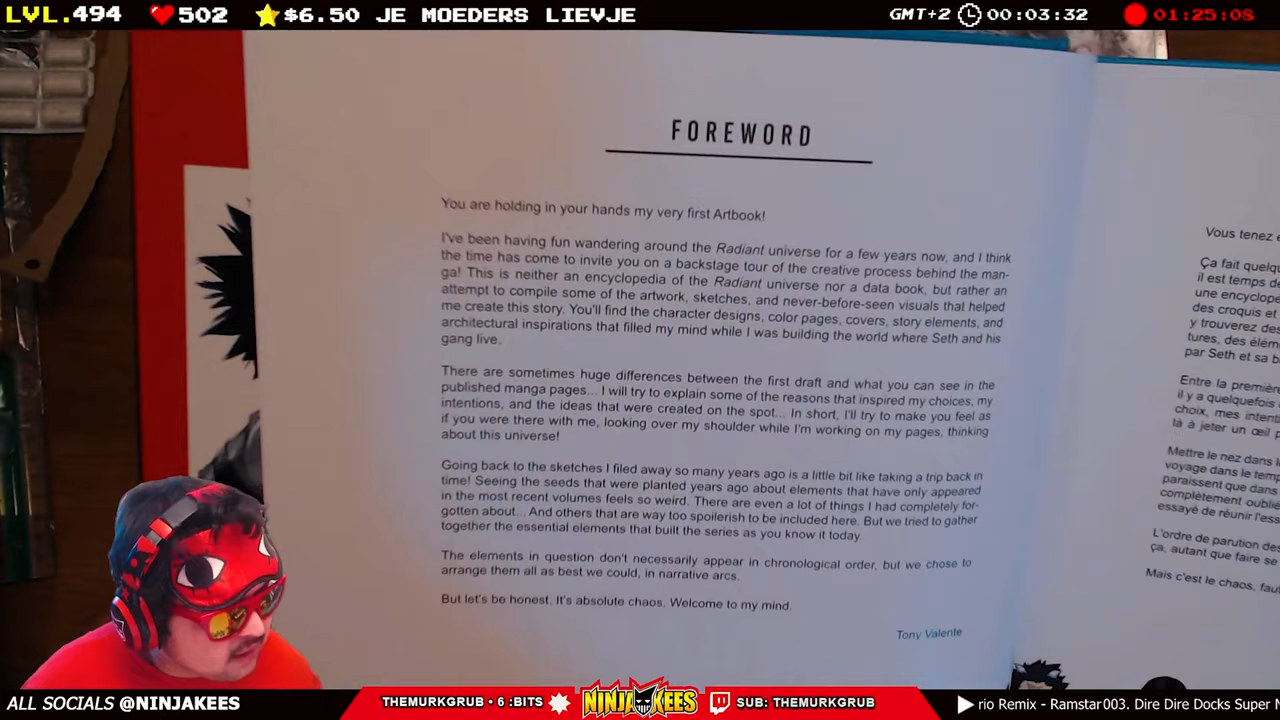 LVL.494 502 $6.50 JE MOEDERS LIEVJE GMT+2 00:03:32 01:25:08
FOREWORD
You are holding in your hands my very first Artbook!
I've been having fun wandering around the Radiant universe for a few years now, and I think
the time has come to invite you on a backstage tour of the creative process behind the man-
ga! This is neither an encyclopedia of the Radiant universe nor a data book, but rather an
attempt to compile some of the artwork, sketches, and never-before-seen visuals that helped
me create this story. You'll find the character designs, color pages, covers, story elements, and
architectural inspirations that filled my mind while I was building the world where Seth and his
gang live.
There are sometimes huge differences between the first draft and what you can see in the
published manga pages... I will try to explain some of the reasons that inspired my choices, my
intentions, and the ideas that were created on the spot... In short, I'll try to make you feel as
if you were there with me, looking over my shoulder while I'm working on my pages, thinking
about this universe!
Going back to the sketches I filed away so many years ago is a little bit like taking a trip back in
time! Seeing the seeds that were planted years ago about elements that have only appeared
in the most recent volumes feels so weird. There are even a lot of things I had completely for-
gotten about... And others that are way too spoilerish to be included here. But we tried to gather
together the essential elements that built the series as you know it today.
The elements in question don't necessarily appear in chronological order, but we chose to
arrange them all as best we could, in narrative arcs.
But let's be honest. It's absolute chaos. Welcome to my mind.
Tony Valente
Vous tenez
Ça fait quelq
il est temps de
une encyclop
des croquis et
y trouverez des
tures, des élém
par Seth et sa b
Entre la premiè
il y a quelquefois
choix, mes intent
là à jeter un œil p
Mettre le nez dans l
voyage dans le temp
paraissent que dans
complètement oublié
essayé de réunir l'ess
L'ordre de parution des
ça, autant que faire se
Mais c'est le chaos, faut
ALL SOCIALS @NINJAKEES THEMURKGRUB • 6 :BITS NINJAKEES SUB: THEMURKGRUB rio Remix - Ramstar003. Dire Dire Docks Super